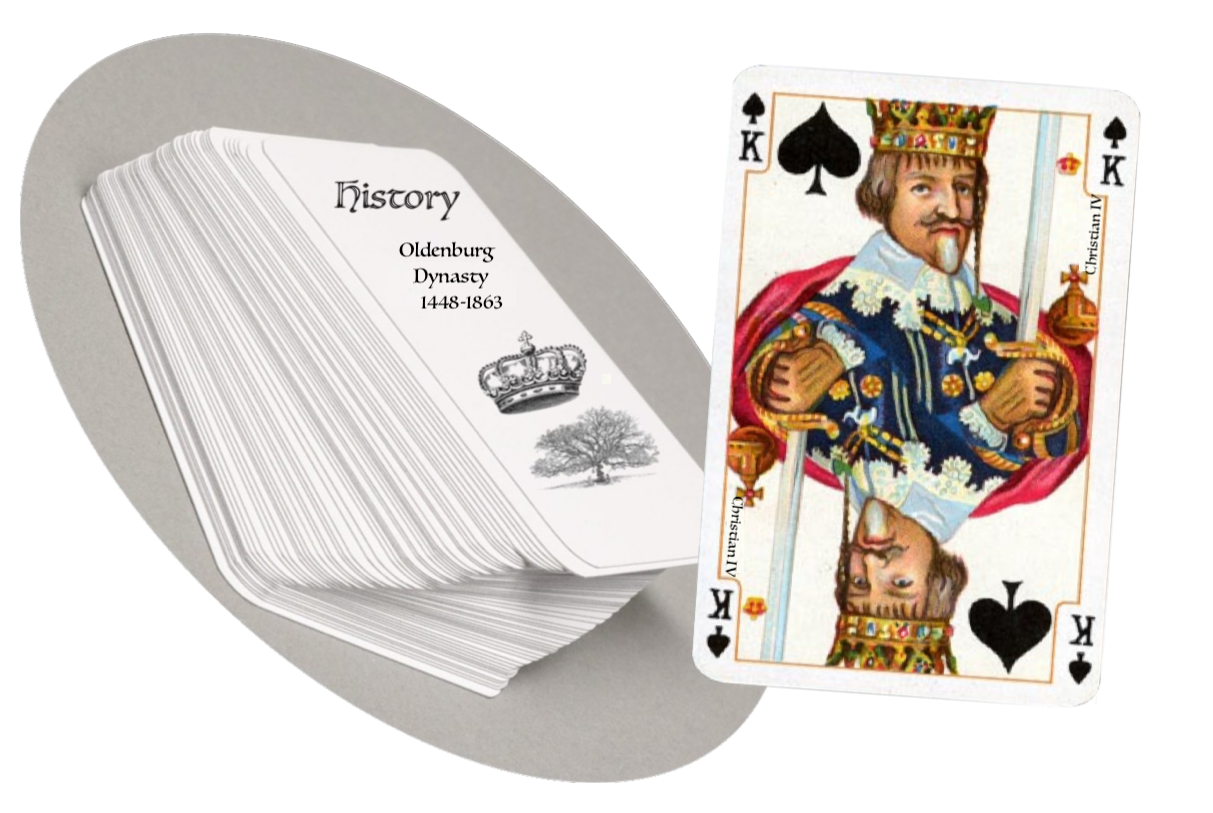 History
Oldenburg
Dynasty
1448-1863
K
K
Christian IV
Christian IV
K
K